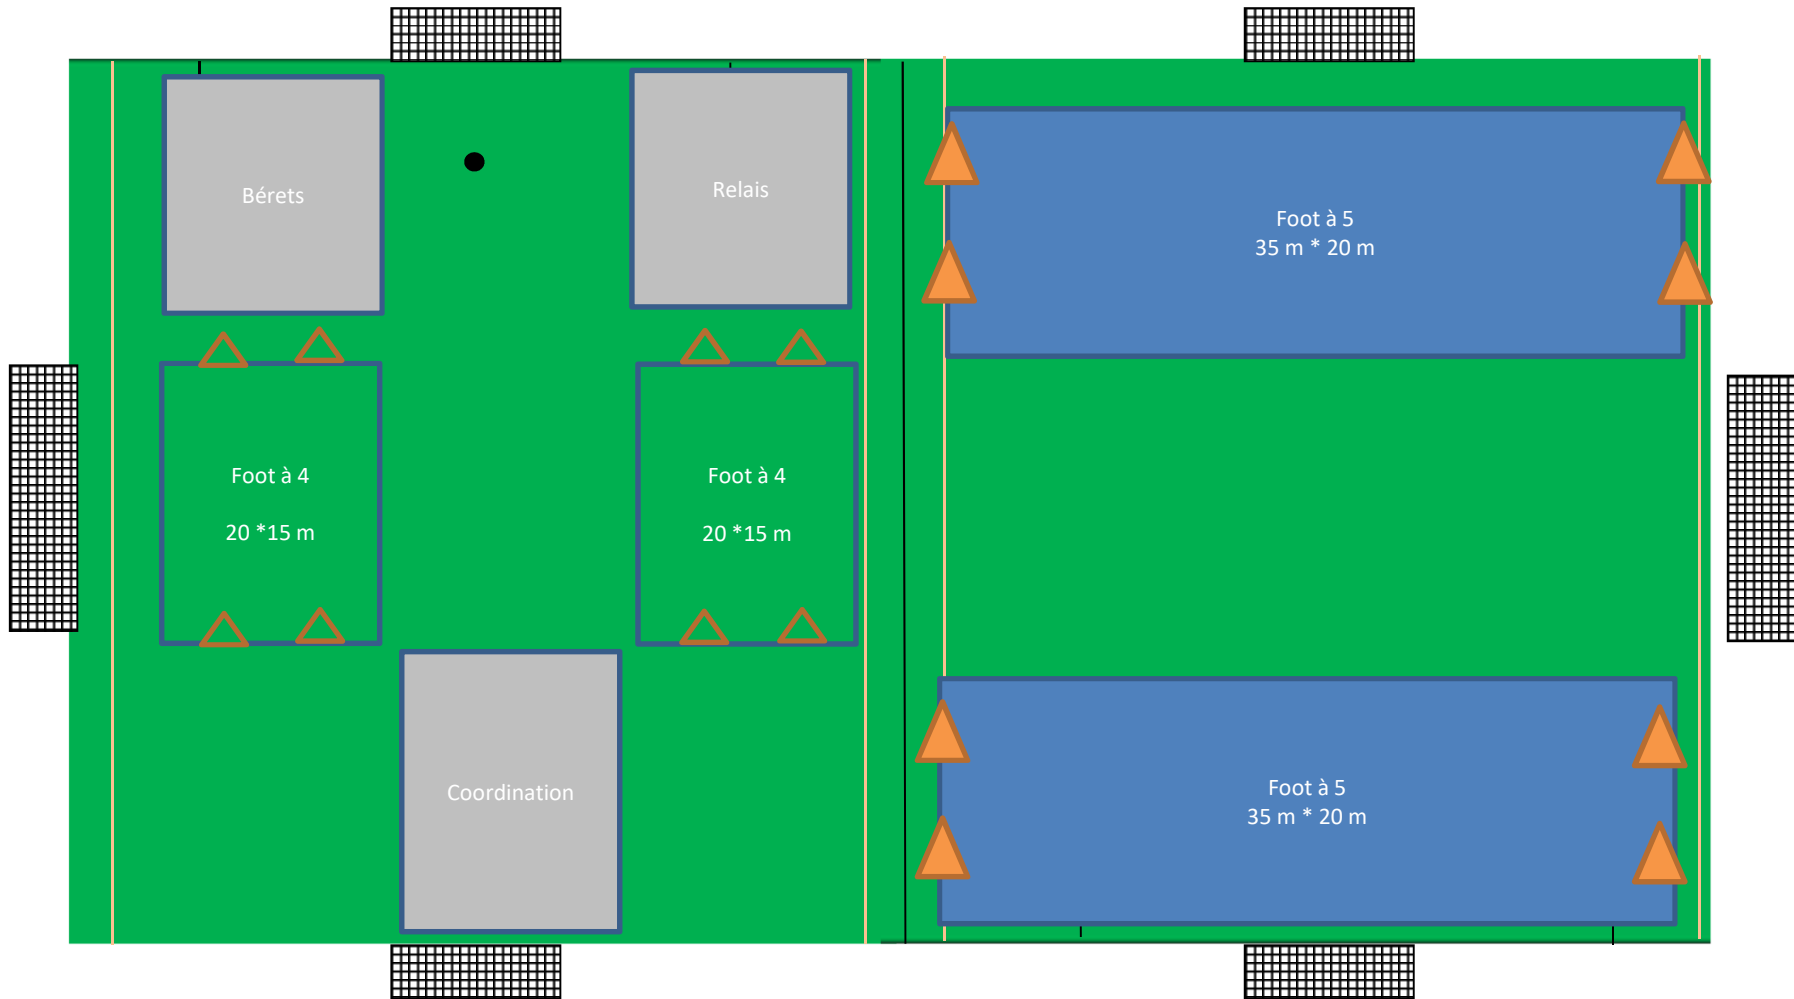 Bérets
Relais
Foot à 5
35 m * 20 m
Foot à 4
20 *15 m
Foot à 4
20 *15 m
Coordination
Foot à 5
35 m * 20 m